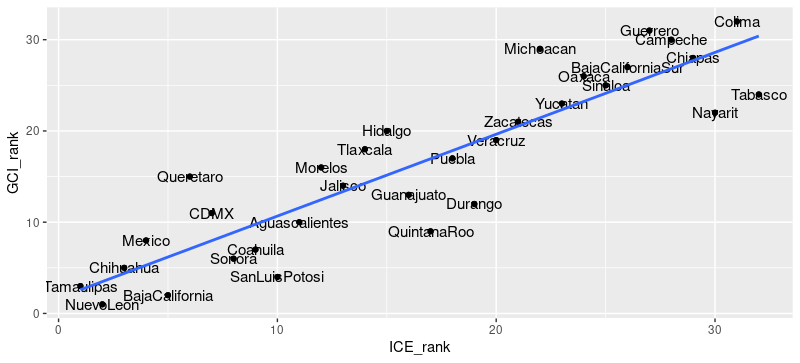 Colima
Guerrero
30
Campeche
Michoacan
Chiapas
BajaCaliforniaSur
Oaxaca
Sinaloa
Tabasco
Yucatan
Nayarit
Zacatecas
20
Hidalgo
Veracruz
Tlaxcala
Puebla
Morelos
GCI_rank
Queretaro
Jalisco
Guanajuato
Durango
CDMX
10
Aguascalientes
QuintanaRoo
Mexico
Coahuila
Sonora
Chihuahua
SanLuisPotosi
Tamaulipas
BajaCalifornia
NuevoLeon
0
0 10 20 30
ICE_rank